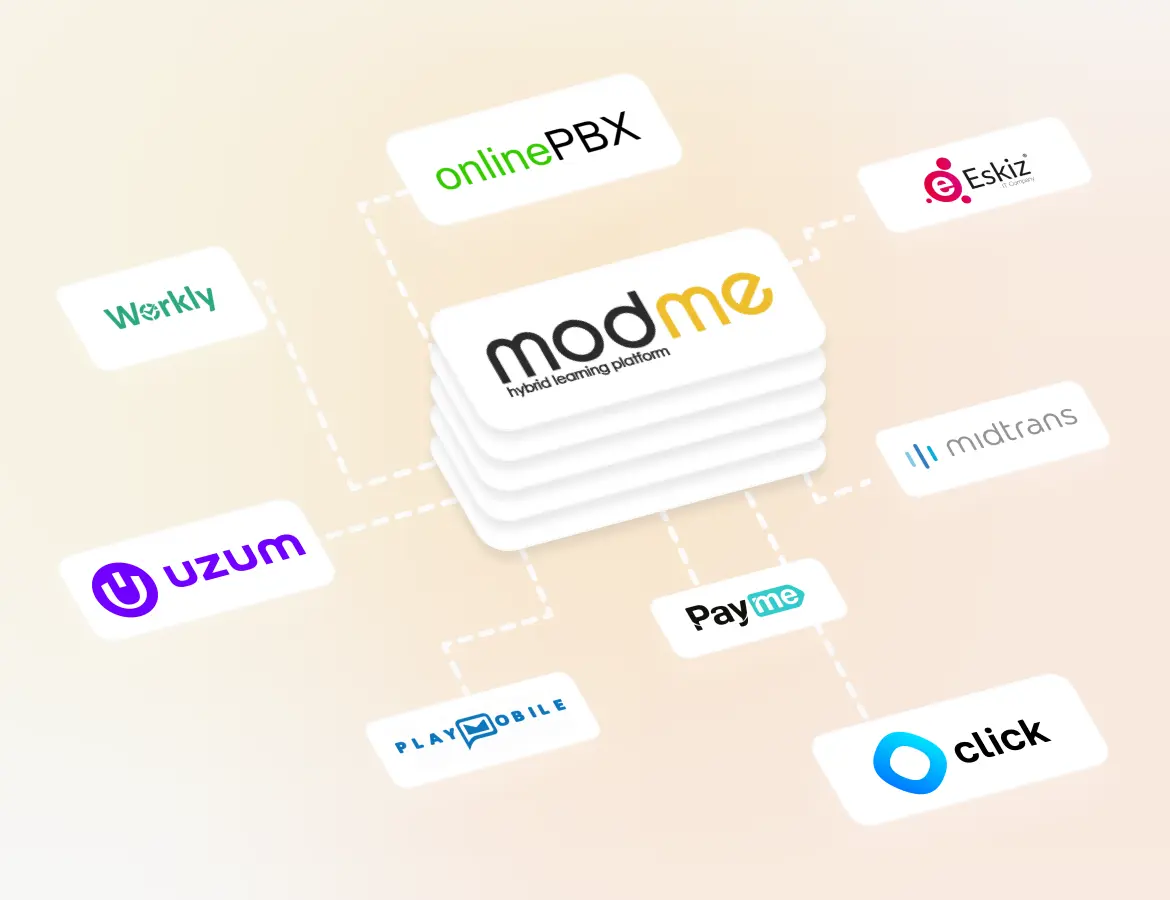 onlinePBX
Eskiz®
IT Company
Workly
modme
hybrid learning platform
midtrans
uzum
Payme
PLAYMOBILE
click